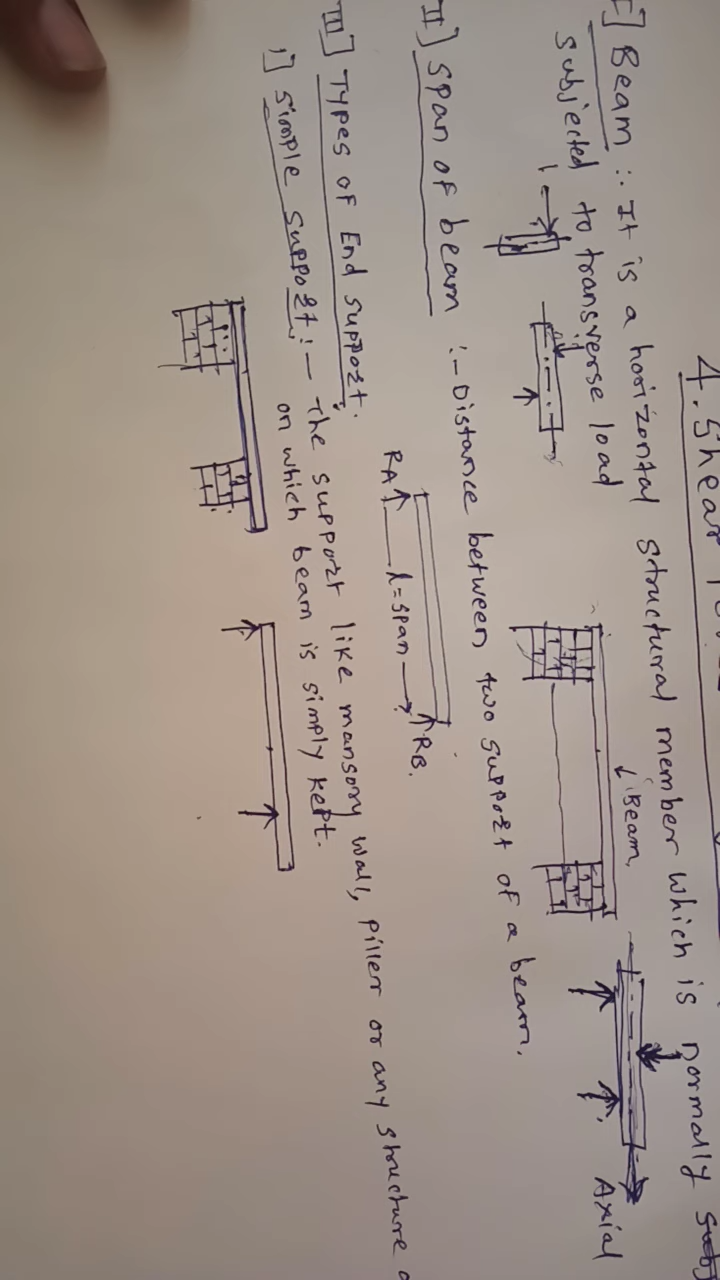 4. Shear
I] Beam :. It is a horizontal structural member which is normally
subjected to transverse load
↓ Beam,
Axial
II] Span of beam :- Distance between two support of a beam.
RA l = span RB.
III] Types of End support.
1] Simple support :- The support like mansory wall, piller or any structure
on which beam is simply kept.